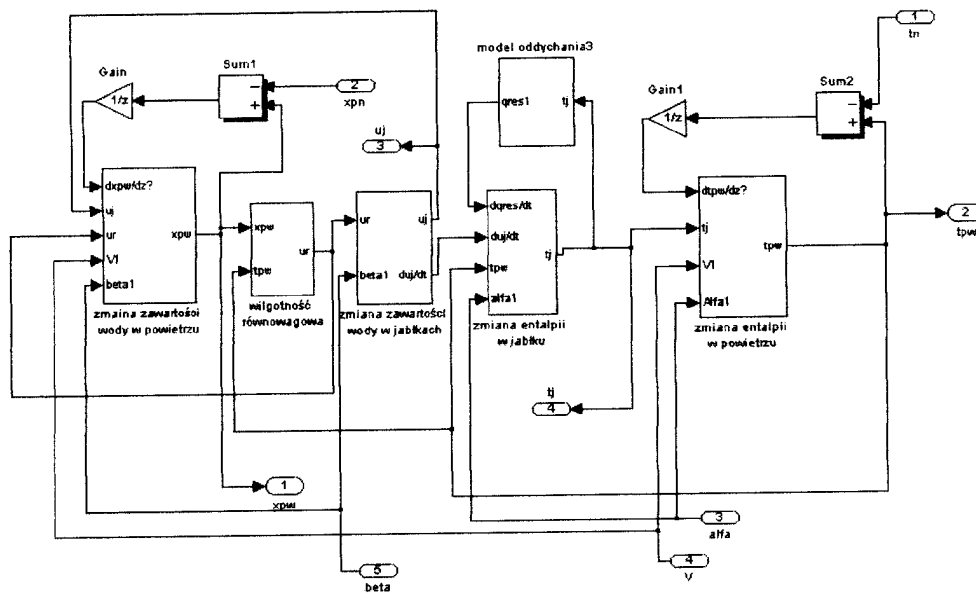 1
tn
model oddychania3
Sum1
Gain
1/z
−
+
2
xpn
qres1
tj
Gain1
1/z
Sum2
−
+
uj
3
dxpw/dz?
uj
ur
V1
beta1
xpw
zmaina zawartości
wody w powietrzu
xpw
tpw
ur
wilgotność
równowagowa
ur
beta1
uj
duj/dt
zmiana zawartości
wody w jabłkach
dqres/dt
duj/dt
tpw
alfa1
tj
zmiana entalpii
w jabłku
dtpw/dz?
tj
V1
Alfa1
tpw
zmiana entalpii
w powietrzu
2
tpw
tj
4
1
xpw
3
alfa
4
V
5
beta